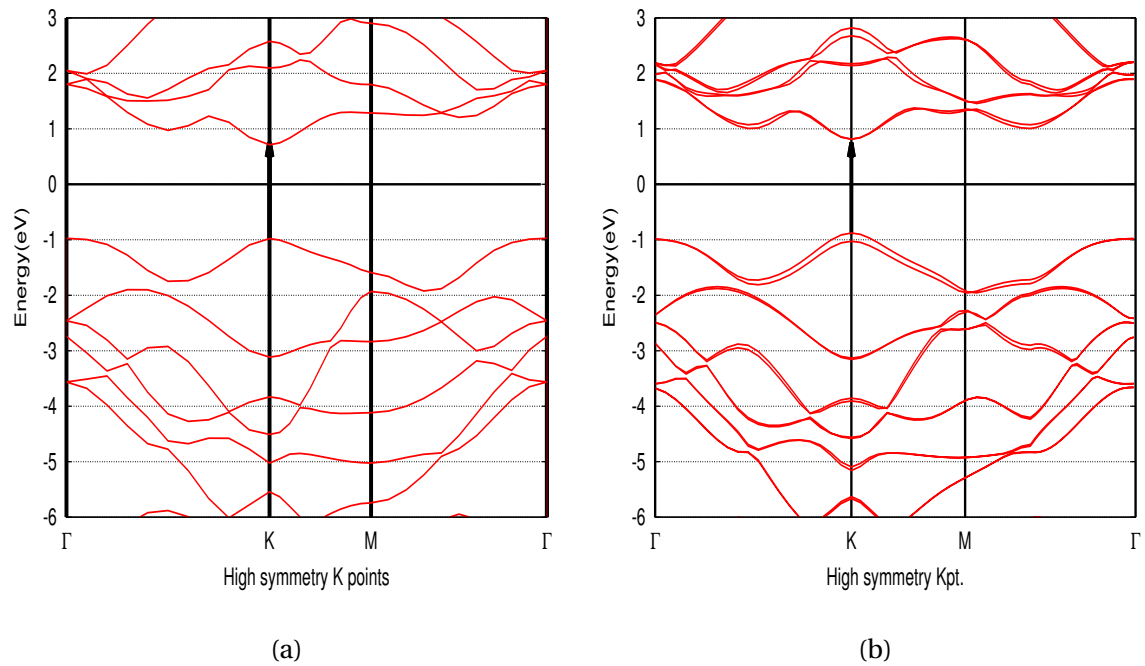 3
2
1
0
-1
-2
-3
-4
-5
-6
Energy(eV)
Γ K M Γ
High symmetry K points
(a)
3
2
1
0
-1
-2
-3
-4
-5
-6
Energy(eV)
Γ K M Γ
High symmetry Kpt.
(b)